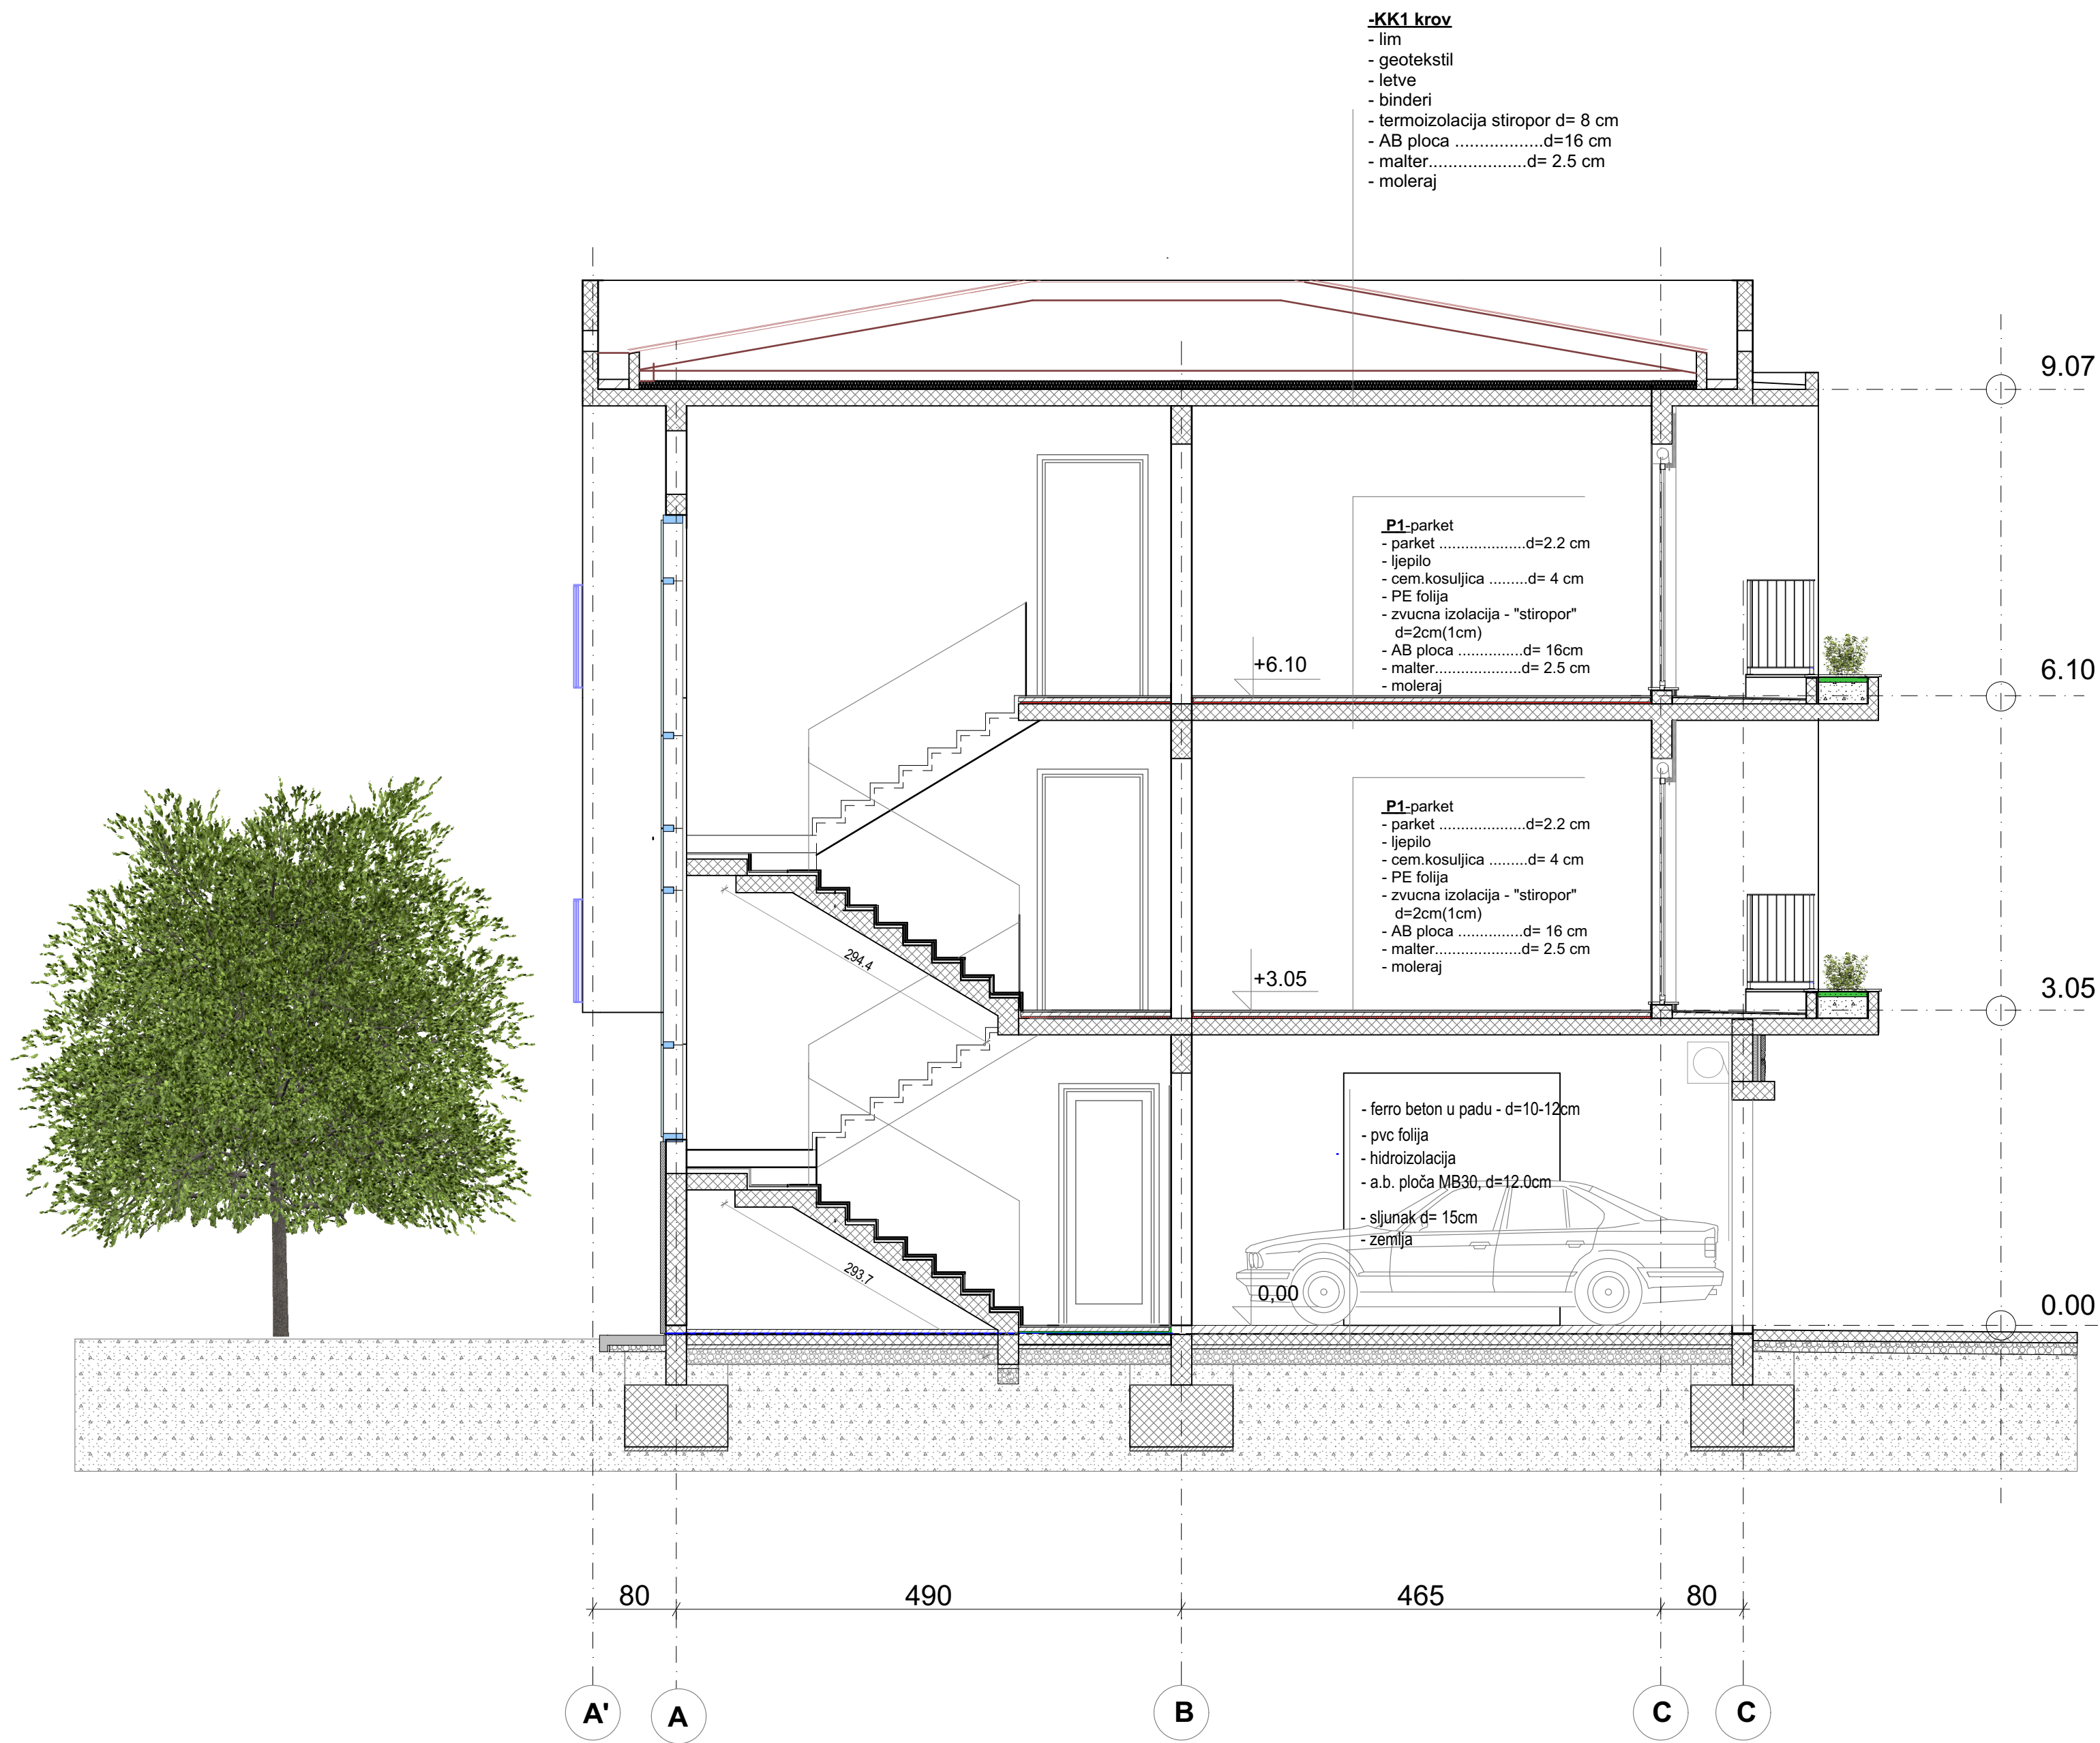 -KK1 krov
- lim
- geotekstil
- letve
- binderi
- termoizolacija stiropor d= 8 cm
- AB ploca ..................d=16 cm
- malter....................d= 2.5 cm
- moleraj
9.07
P1-parket
- parket ....................d=2.2 cm
- ljepilo
- cem.kosuljica .........d= 4 cm
- PE folija
- zvucna izolacija - "stiropor"
d=2cm(1cm)
- AB ploca ...............d= 16cm
- malter....................d= 2.5 cm
- moleraj
+6.10
6.10
P1-parket
- parket ....................d=2.2 cm
- ljepilo
- cem.kosuljica .........d= 4 cm
- PE folija
- zvucna izolacija - "stiropor"
d=2cm(1cm)
- AB ploca ...............d= 16 cm
- malter....................d= 2.5 cm
- moleraj
294.4
+3.05
3.05
- ferro beton u padu - d=10-12cm
- pvc folija
- hidroizolacija
- a.b. ploča MB30, d=12.0cm
- sljunak d= 15cm
- zemlja
293.7
0,00
0.00
80 490 465 80
A' A B C C